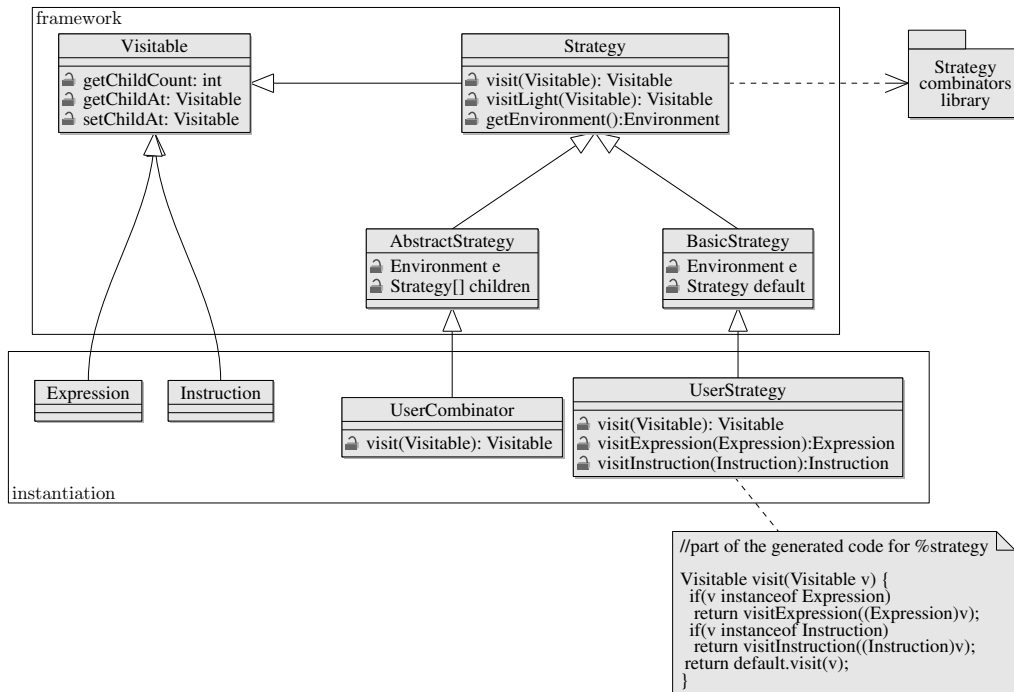 framework
Visitable
getChildCount: int
getChildAt: Visitable
setChildAt: Visitable
Strategy
visit(Visitable): Visitable
visitLight(Visitable): Visitable
getEnvironment():Environment
Strategy
combinators
library
AbstractStrategy
Environment e
Strategy[] children
BasicStrategy
Environment e
Strategy default
Expression
Instruction
UserCombinator
visit(Visitable): Visitable
UserStrategy
visit(Visitable): Visitable
visitExpression(Expression):Expression
visitInstruction(Instruction):Instruction
instantiation
//part of the generated code for %strategy
Visitable visit(Visitable v) {
if(v instanceof Expression)
return visitExpression((Expression)v);
if(v instanceof Instruction)
return visitInstruction((Instruction)v);
return default.visit(v);
}